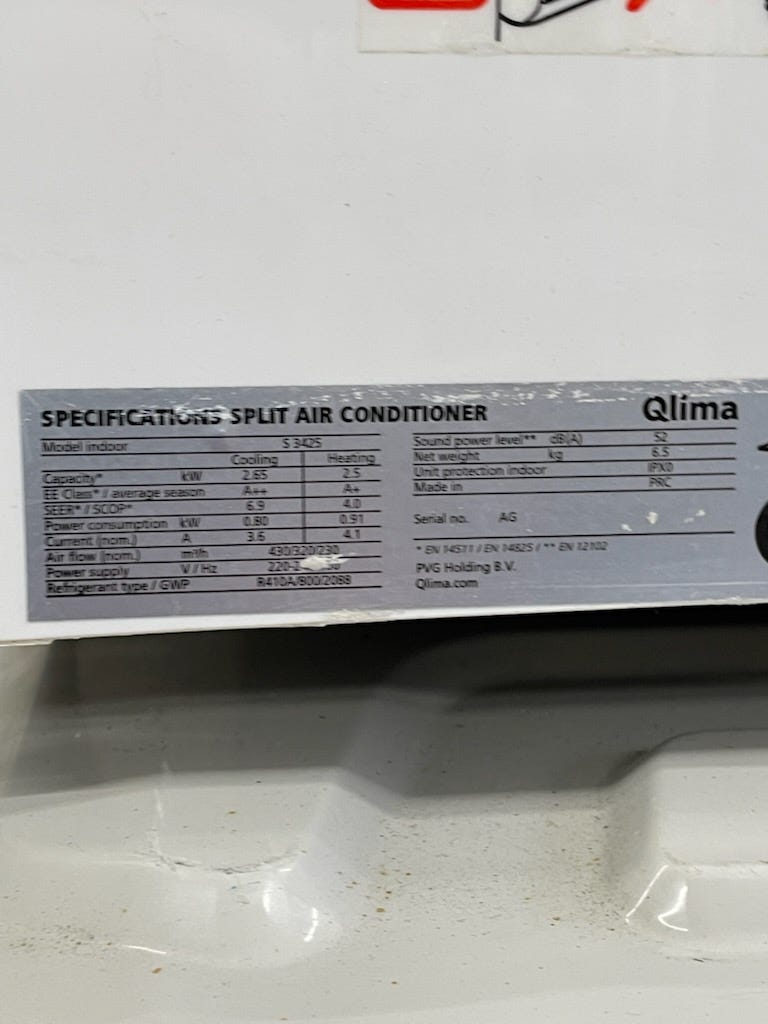 SPECIFICATIONS SPLIT AIR CONDITIONER
Qlima
Model indoor S 3425
Cooling Heating
Capacity* kW 2.65 2.5
EE Class* / average season A++ A+
SEER* / SCOP* 6.9 4.0
Power consumption kW 0.80 0.91
Current (nom.) A 3.6 4.1
Air flow (nom.) m³/h 430/320/230
Power supply V / Hz 220-2
Refrigerant type / GWP R410A/800/2088
Sound power level** dB(A) 52
Net weight kg 6.5
Unit protection indoor IPX0
Made in PRC
Serial no. AG
* EN 14511 / EN 14825 / ** EN 12102
PVG Holding B.V.
Qlima.com